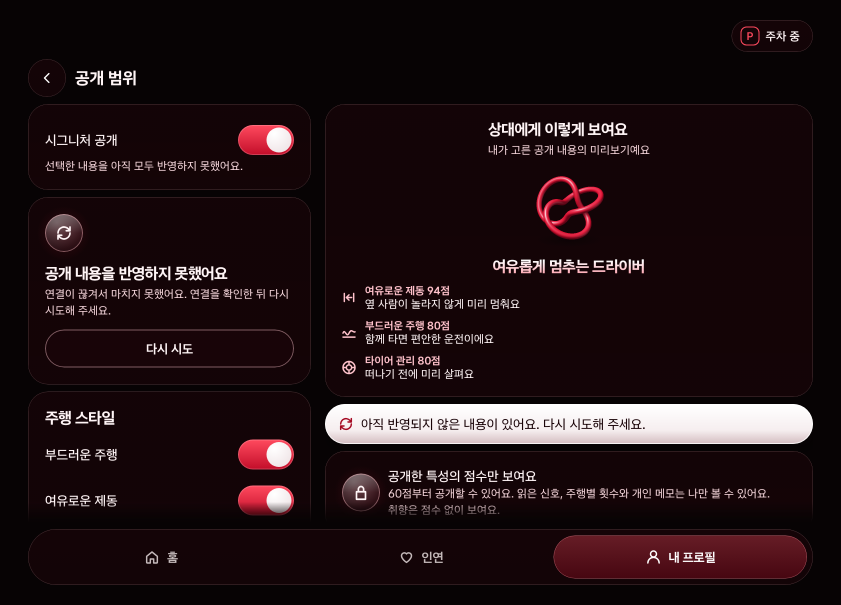 P 주차 중
공개 범위
시그니처 공개
선택한 내용을 아직 모두 반영하지 못했어요.
공개 내용을 반영하지 못했어요
연결이 끊겨서 마치지 못했어요. 연결을 확인한 뒤 다시
시도해 주세요.
다시 시도
주행 스타일
부드러운 주행
여유로운 제동
상대에게 이렇게 보여요
내가 고른 공개 내용의 미리보기예요
여유롭게 멈추는 드라이버
여유로운 제동 94점
옆 사람이 놀라지 않게 미리 멈춰요
부드러운 주행 80점
함께 타면 편안한 운전이에요
타이어 관리 80점
떠나기 전에 미리 살펴요
아직 반영되지 않은 내용이 있어요. 다시 시도해 주세요.
공개한 특성의 점수만 보여요
60점부터 공개할 수 있어요. 읽은 신호, 주행별 횟수와 개인 메모는 나만 볼 수 있어요.
취향은 점수 없이 보여요.
홈
인연
내 프로필